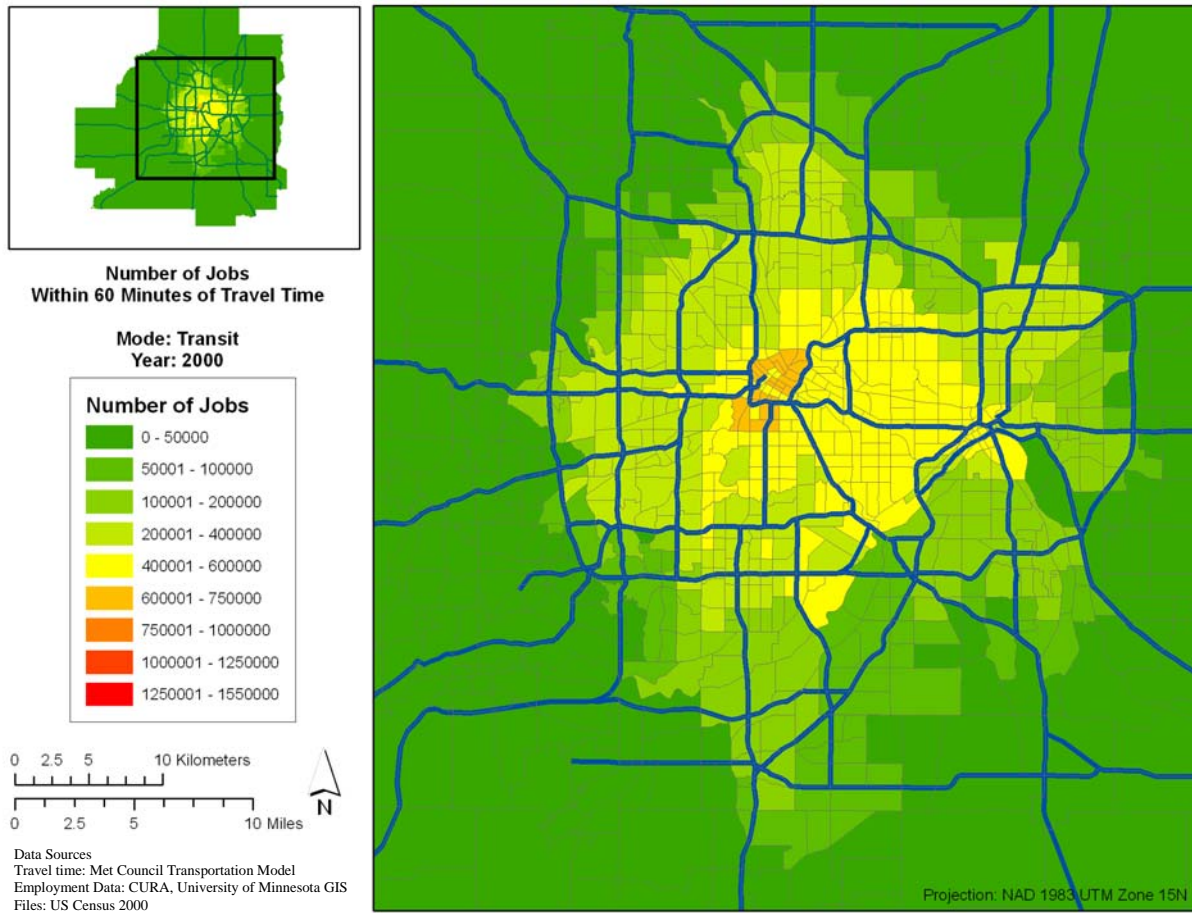 Number of Jobs
Within 60 Minutes of Travel Time
Mode: Transit
Year: 2000
Number of Jobs
0 - 50000
50001 - 100000
100001 - 200000
200001 - 400000
400001 - 600000
600001 - 750000
750001 - 1000000
1000001 - 1250000
1250001 - 1550000
0 2.5 5 10 Kilometers
0 2.5 5 10 Miles
N
Data Sources
Travel time: Met Council Transportation Model
Employment Data: CURA, University of Minnesota GIS
Files: US Census 2000
Projection: NAD 1983 UTM Zone 15N